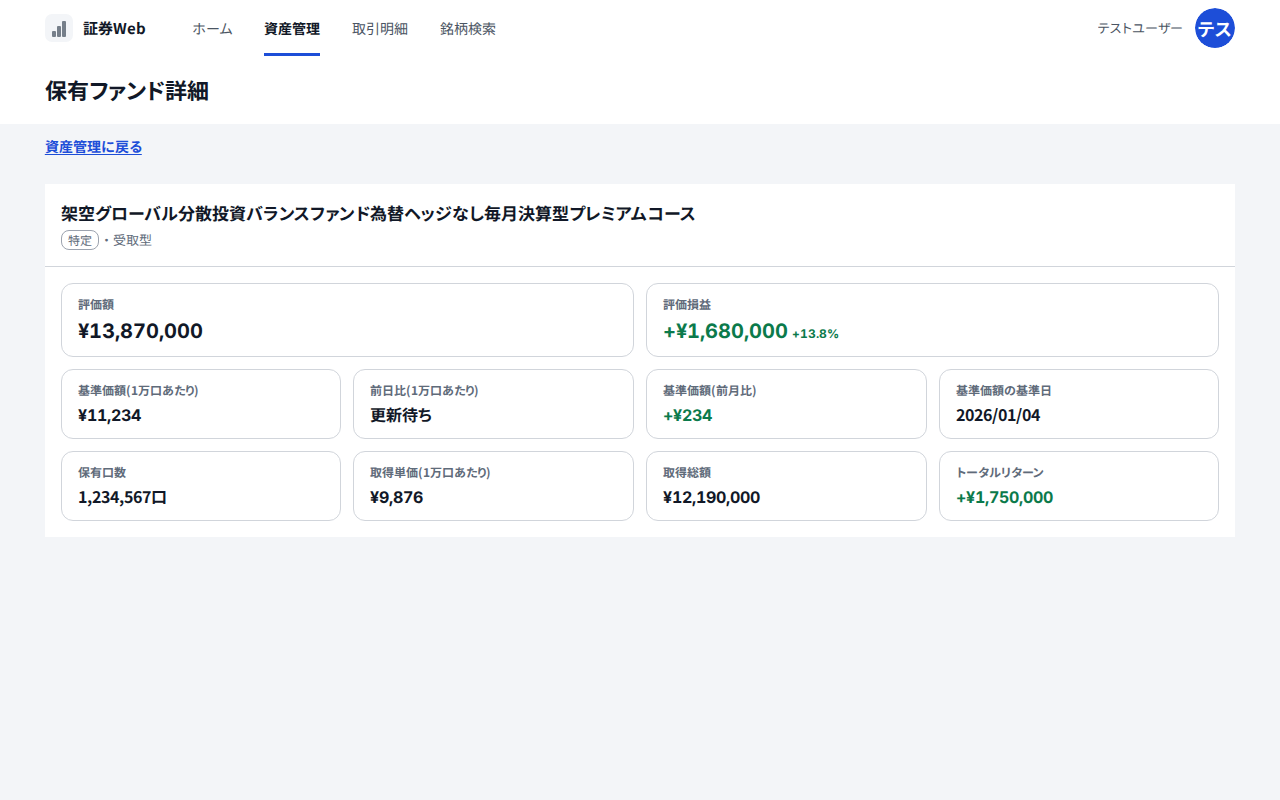 証券Web ホーム 資産管理 取引明細 銘柄検索 テストユーザー テス
保有ファンド詳細
資産管理に戻る
架空グローバル分散投資バランスファンド為替ヘッジなし毎月決算型プレミアムコース
特定 ・受取型
評価額
¥13,870,000
評価損益
+¥1,680,000 +13.8%
基準価額(1万口あたり)
¥11,234
前日比(1万口あたり)
更新待ち
基準価額(前月比)
+¥234
基準価額の基準日
2026/01/04
保有口数
1,234,567口
取得単価(1万口あたり)
¥9,876
取得総額
¥12,190,000
トータルリターン
+¥1,750,000